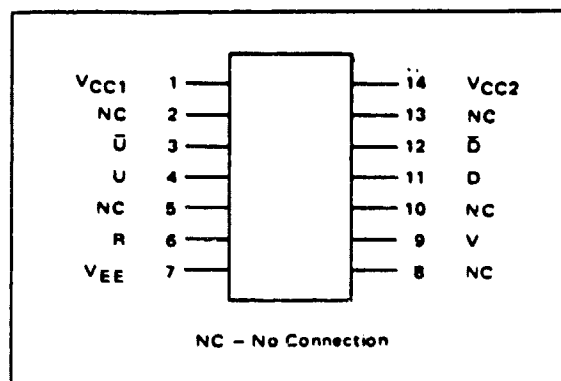 VCC1 1 14 VCC2
NC 2 13 NC
Ū 3 12 D̄
U 4 11 D
NC 5 10 NC
R 6 9 V
VEE 7 8 NC
NC – No Connection